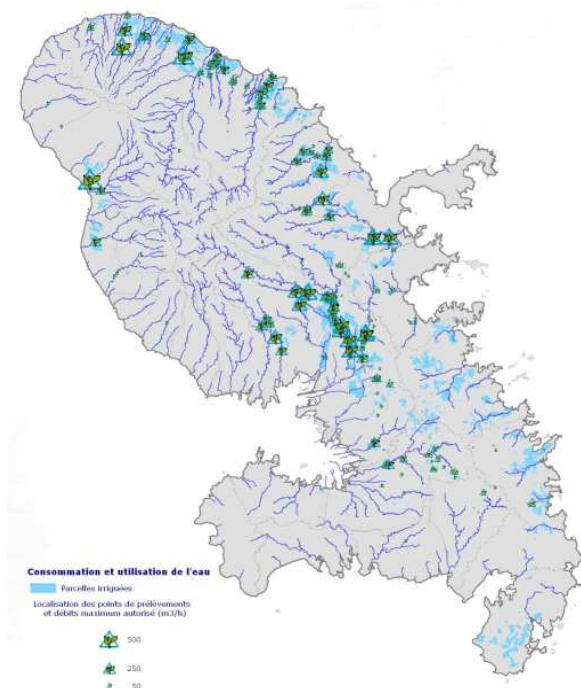 Consommation et utilisation de l'eau
Parcelles irriguées
Localisation des points de prélèvements
et débits maximum autorisé (m3/h)
500
250
50